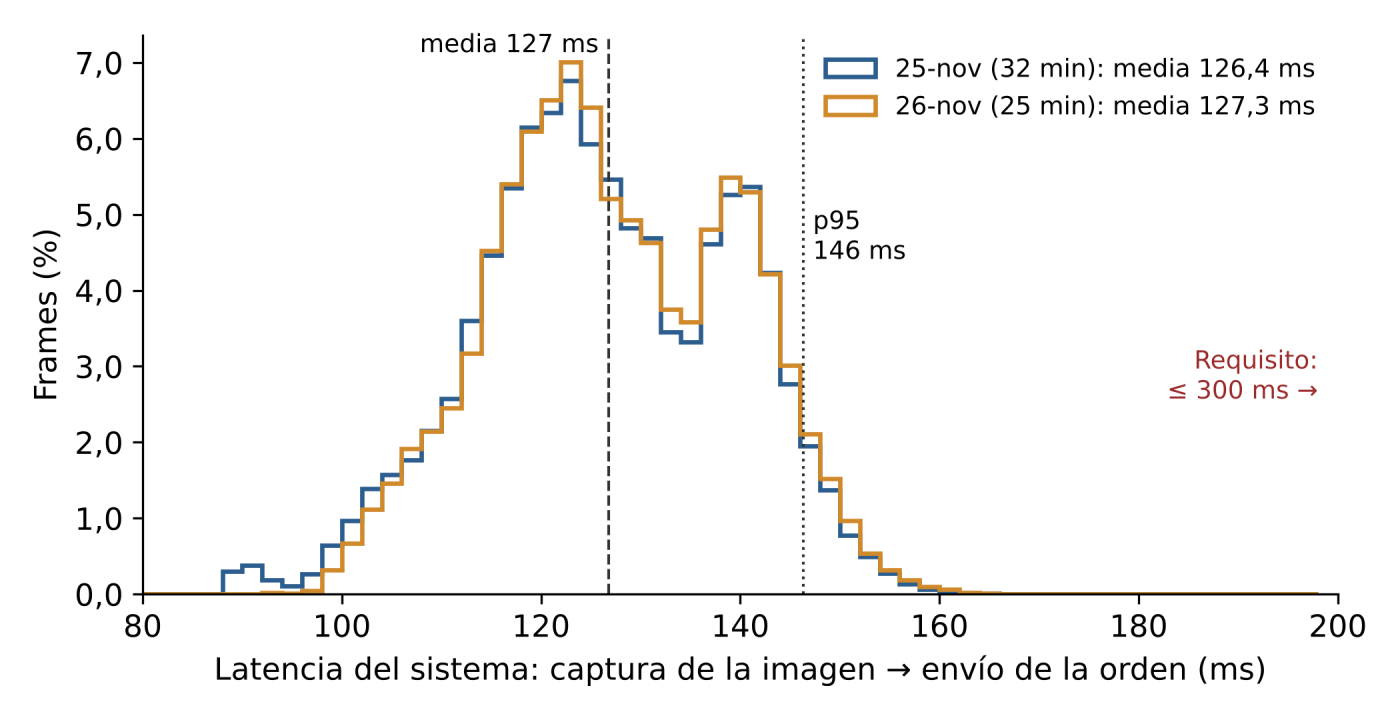 media 127 ms
25-nov (32 min): media 126,4 ms
26-nov (25 min): media 127,3 ms
p95
146 ms
Requisito:
≤ 300 ms →
Frames (%)
7,0
6,0
5,0
4,0
3,0
2,0
1,0
0,0
80 100 120 140 160 180 200
Latencia del sistema: captura de la imagen → envío de la orden (ms)